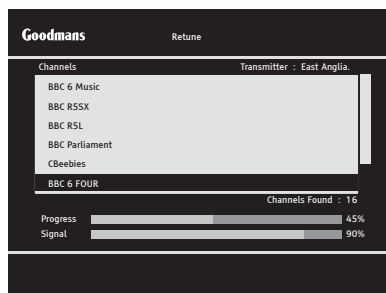 Goodmans Retune
Channels Transmitter : East Anglia.
BBC 6 Music
BBC R5SX
BBC R5L
BBC Parliament
CBeebies
BBC 6 FOUR
Channels Found : 16
Progress 45%
Signal 90%